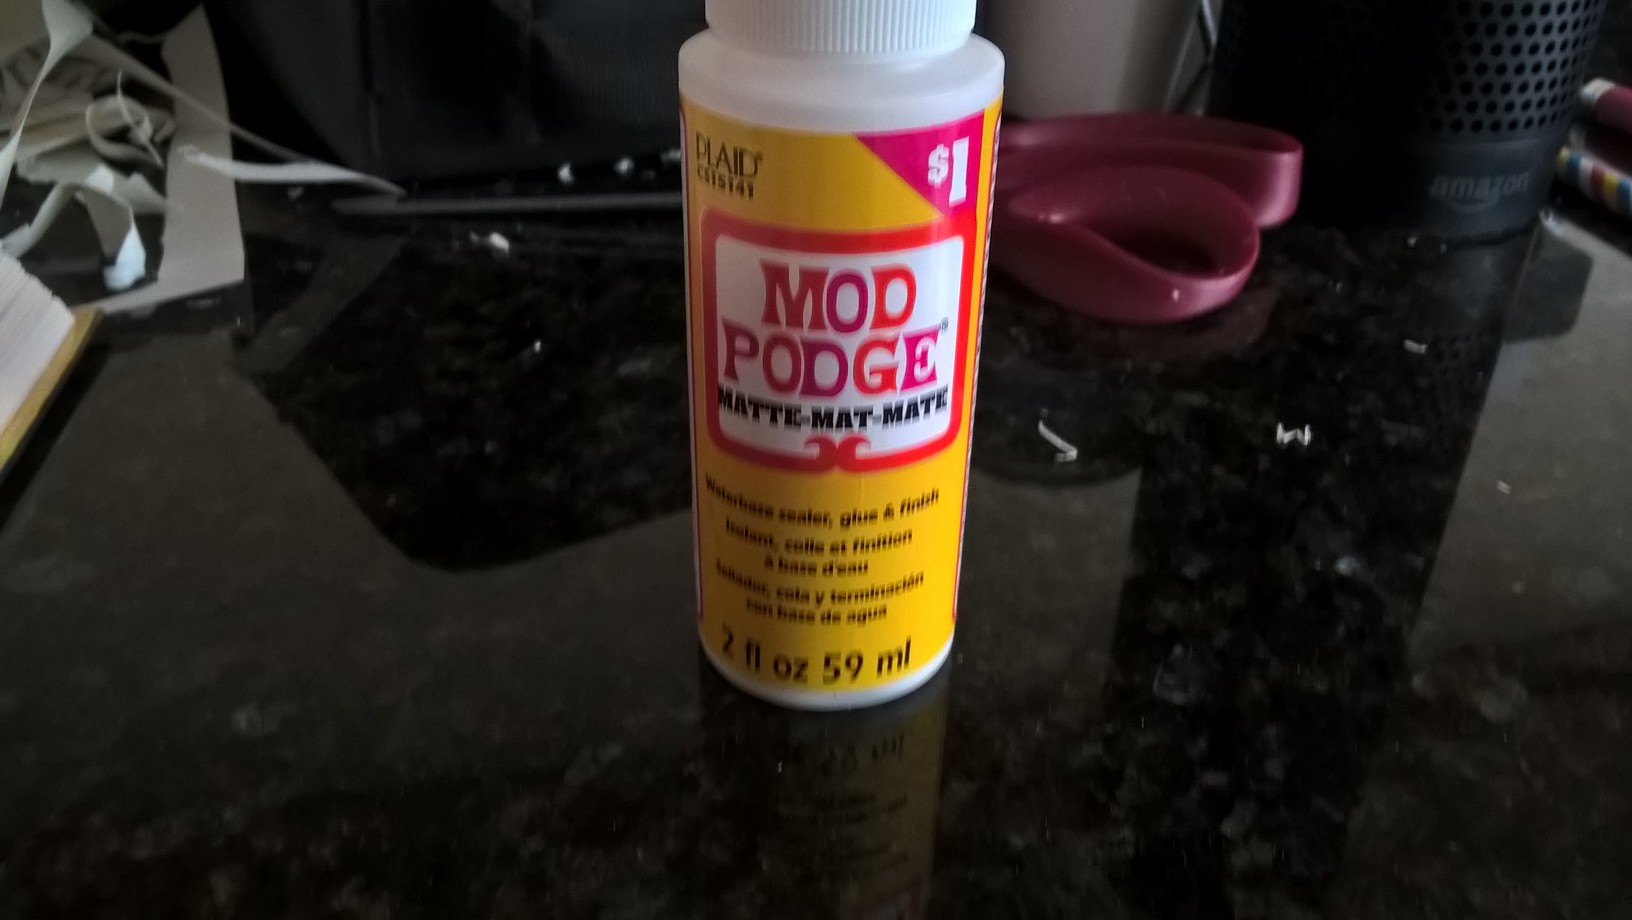 PLAID®
CS15141
$1
MOD
PODGE®
MATTE-MAT-MATE
Waterbase sealer, glue & finish
Isolant, colle et finition
à base d'eau
Sellador, cola y terminación
con base de agua
2 fl oz 59 ml
amazon